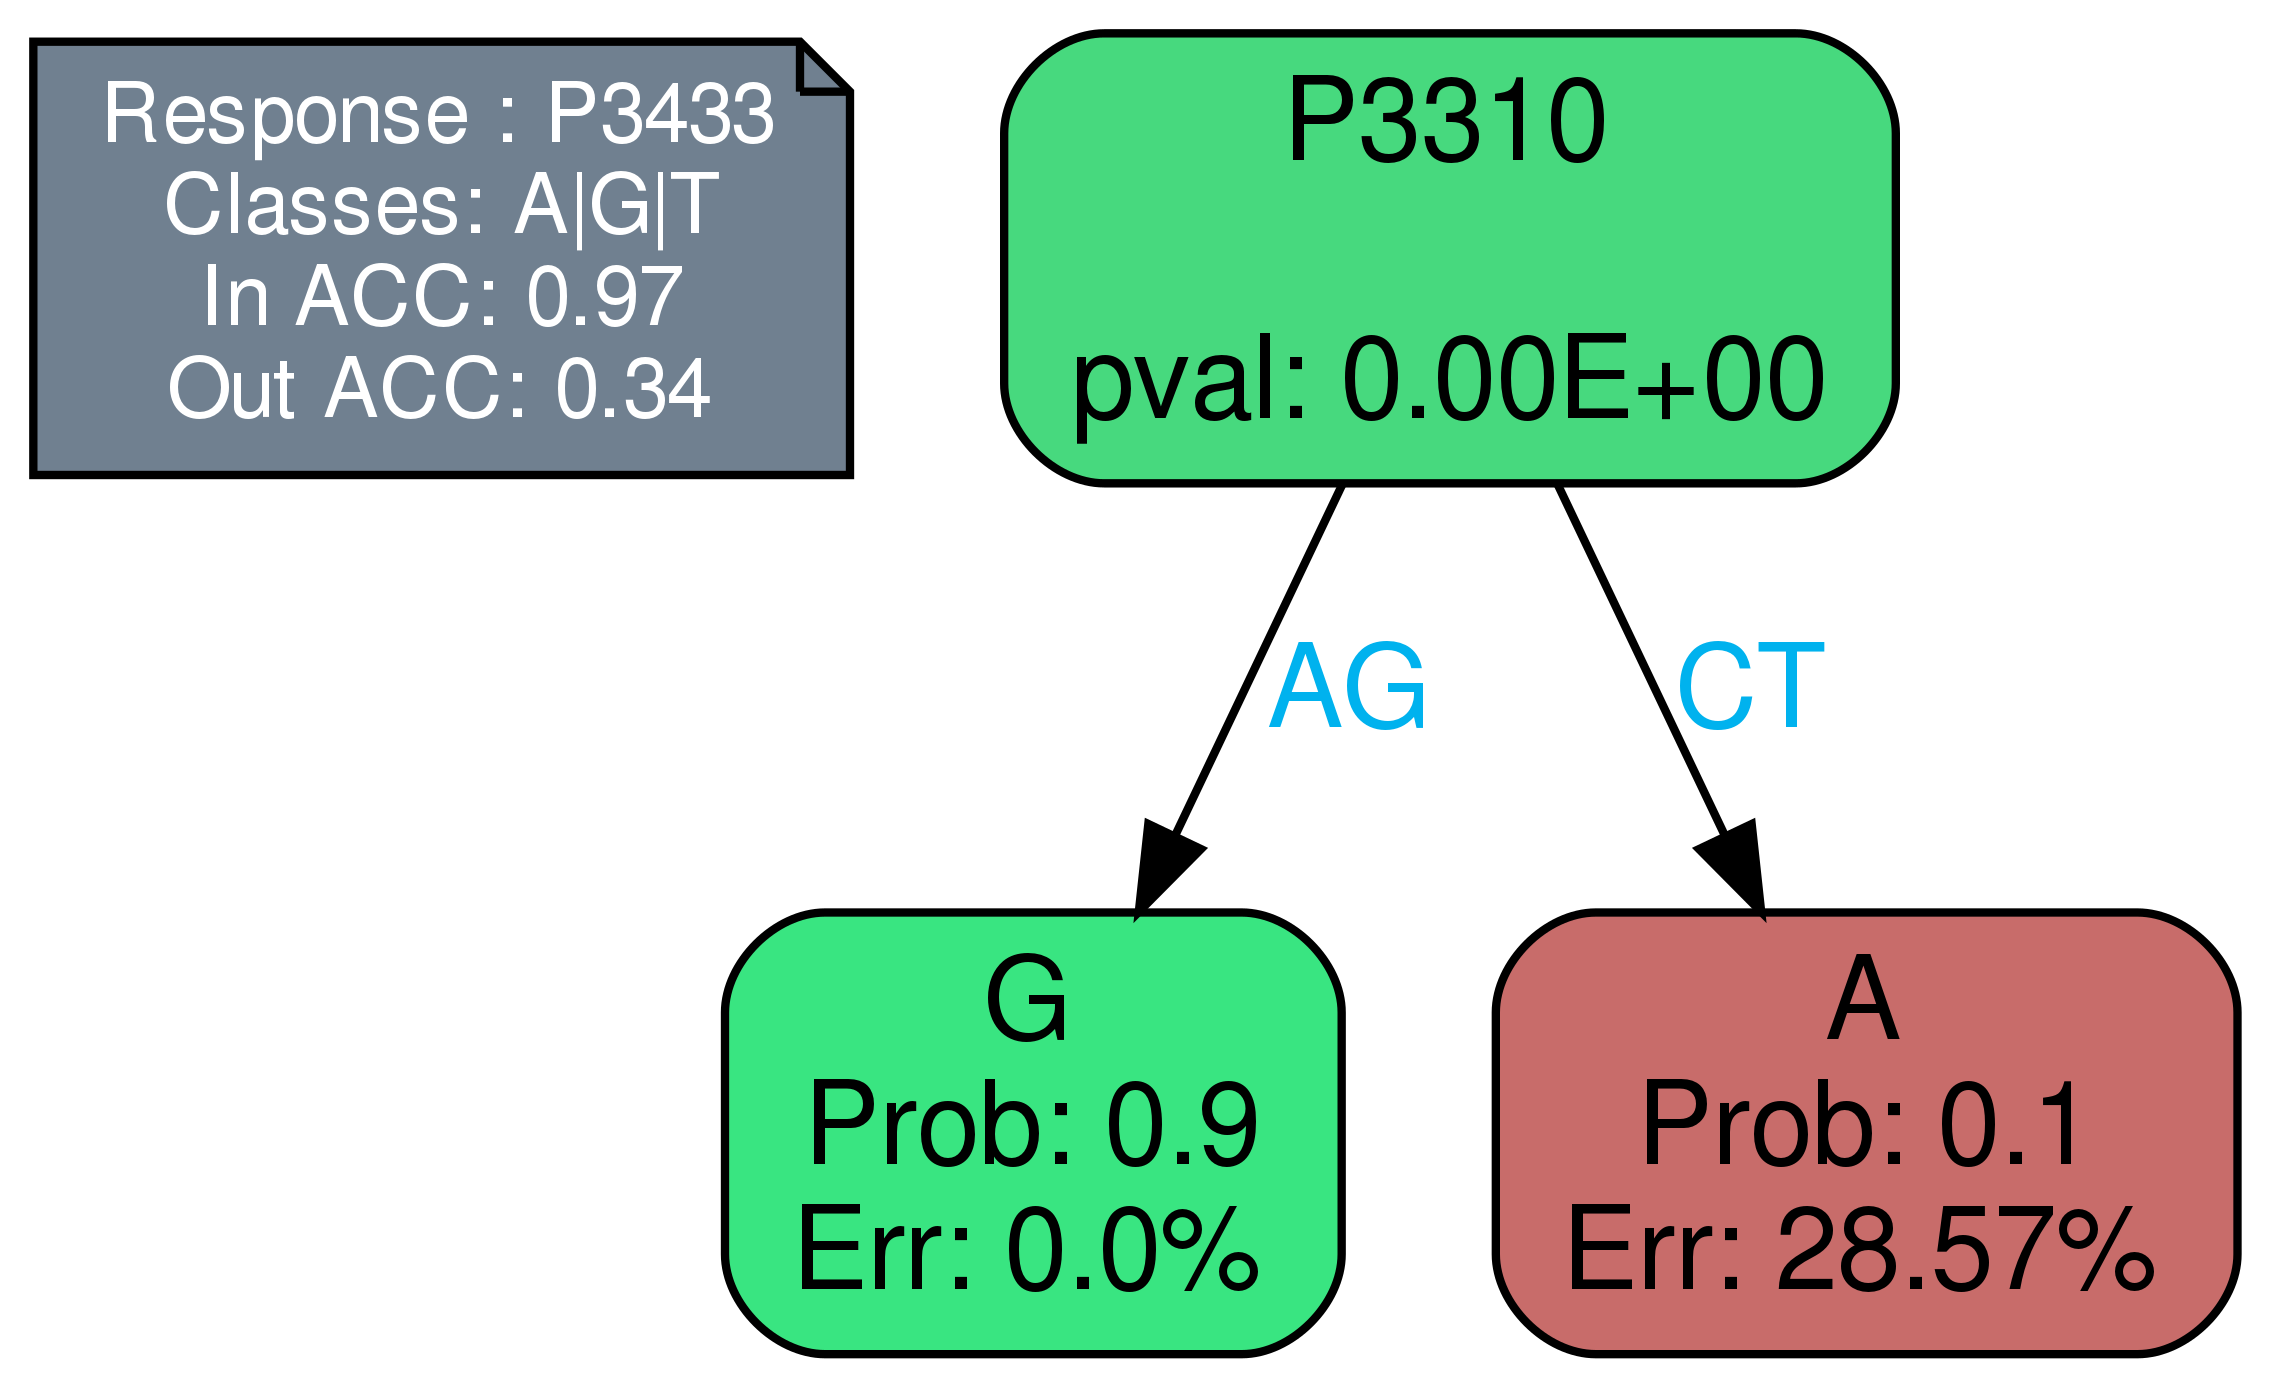 Response : P3433
Classes: A|G|T
In ACC: 0.97
Out ACC: 0.34
P3310
pval: 0.00E+00
AG
CT
G
Prob: 0.9
Err: 0.0%
A
Prob: 0.1
Err: 28.57%